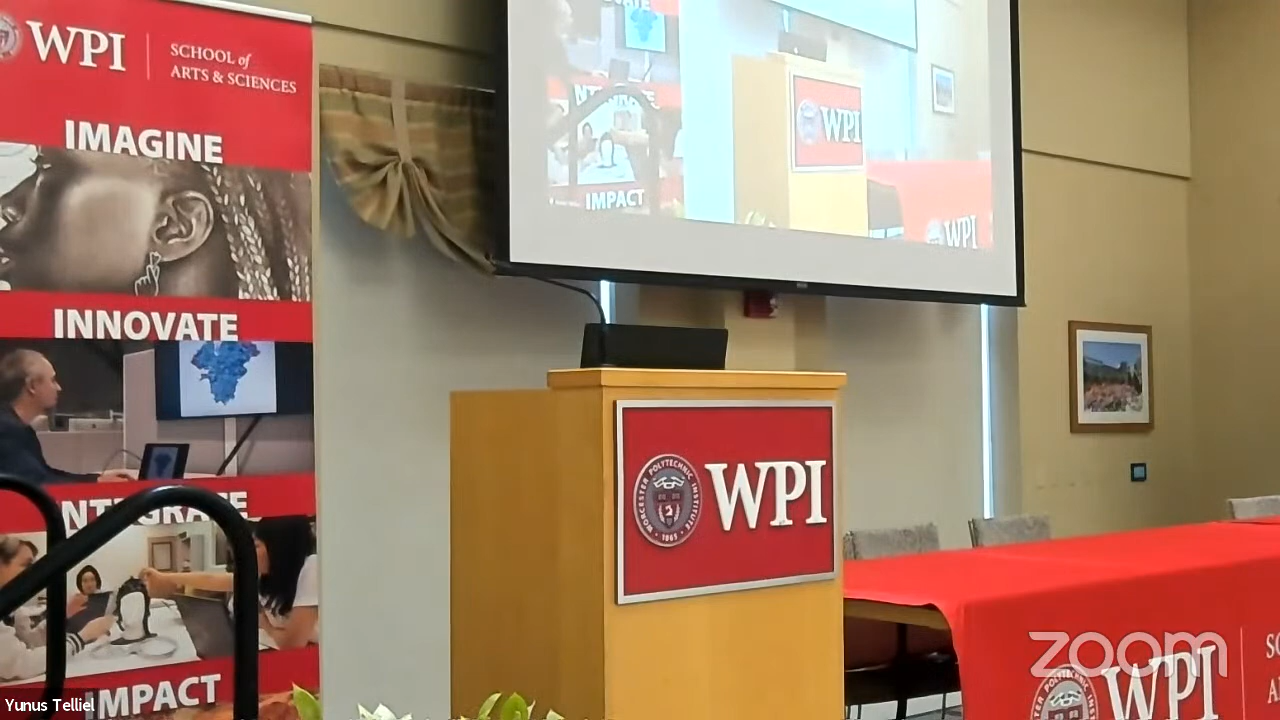 WPI
SCHOOL of
ARTS & SCIENCES
IMAGINE
INNOVATE
INTEGRATE
IMPACT
IMPACT
WPI
WPI
WORCESTER POLYTECHNIC INSTITUTE
1865
WPI
zoom
WPI
Yunus Telliel